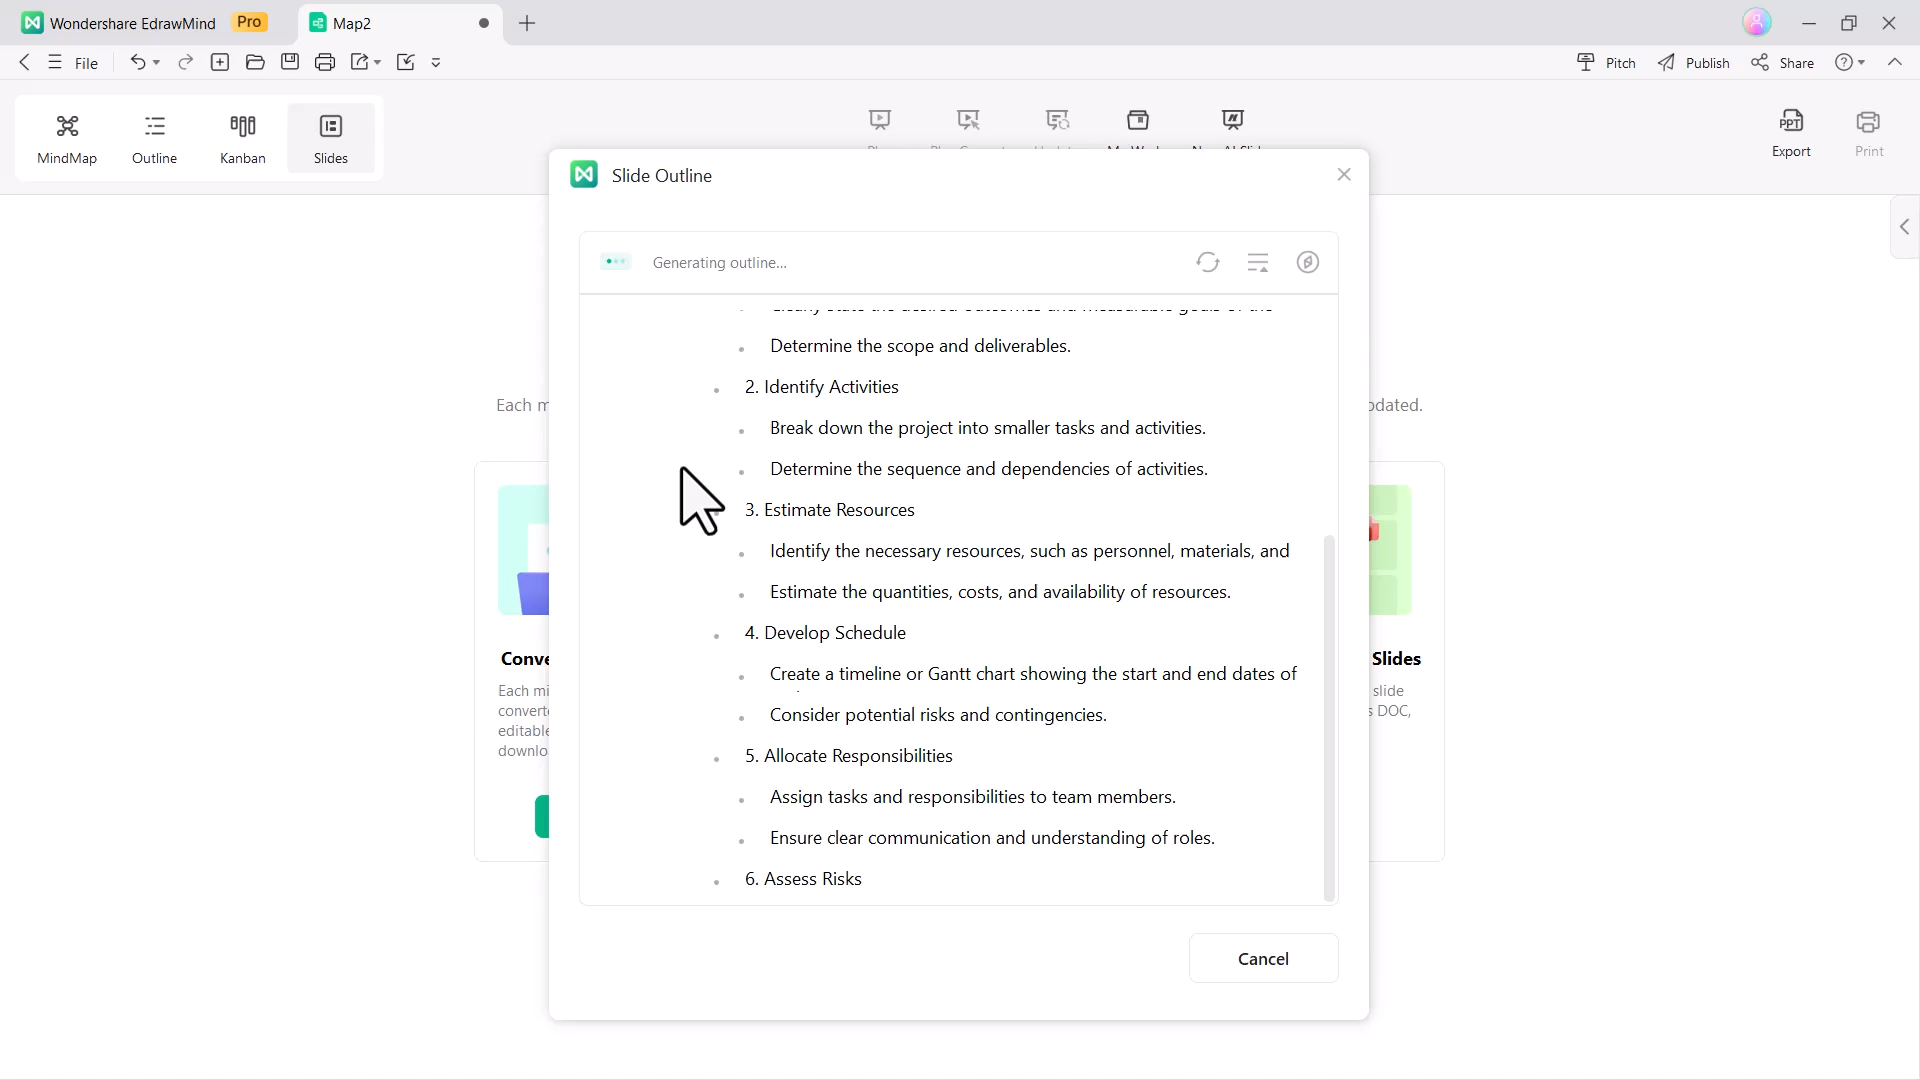 Wondershare EdrawMind Pro Map2
File Pitch Publish Share
MindMap Outline Kanban Slides PPT Export Print
Slide Outline
Generating outline...
Determine the scope and deliverables.
2. Identify Activities
Each m
Break down the project into smaller tasks and activities.
Determine the sequence and dependencies of activities.
3. Estimate Resources
Identify the necessary resources, such as personnel, materials, and
Estimate the quantities, costs, and availability of resources.
4. Develop Schedule
Slides
Create a timeline or Gantt chart showing the start and end dates of
Each mi
slide
DOC,
Consider potential risks and contingencies.
5. Allocate Responsibilities
Assign tasks and responsibilities to team members.
Ensure clear communication and understanding of roles.
6. Assess Risks
Cancel